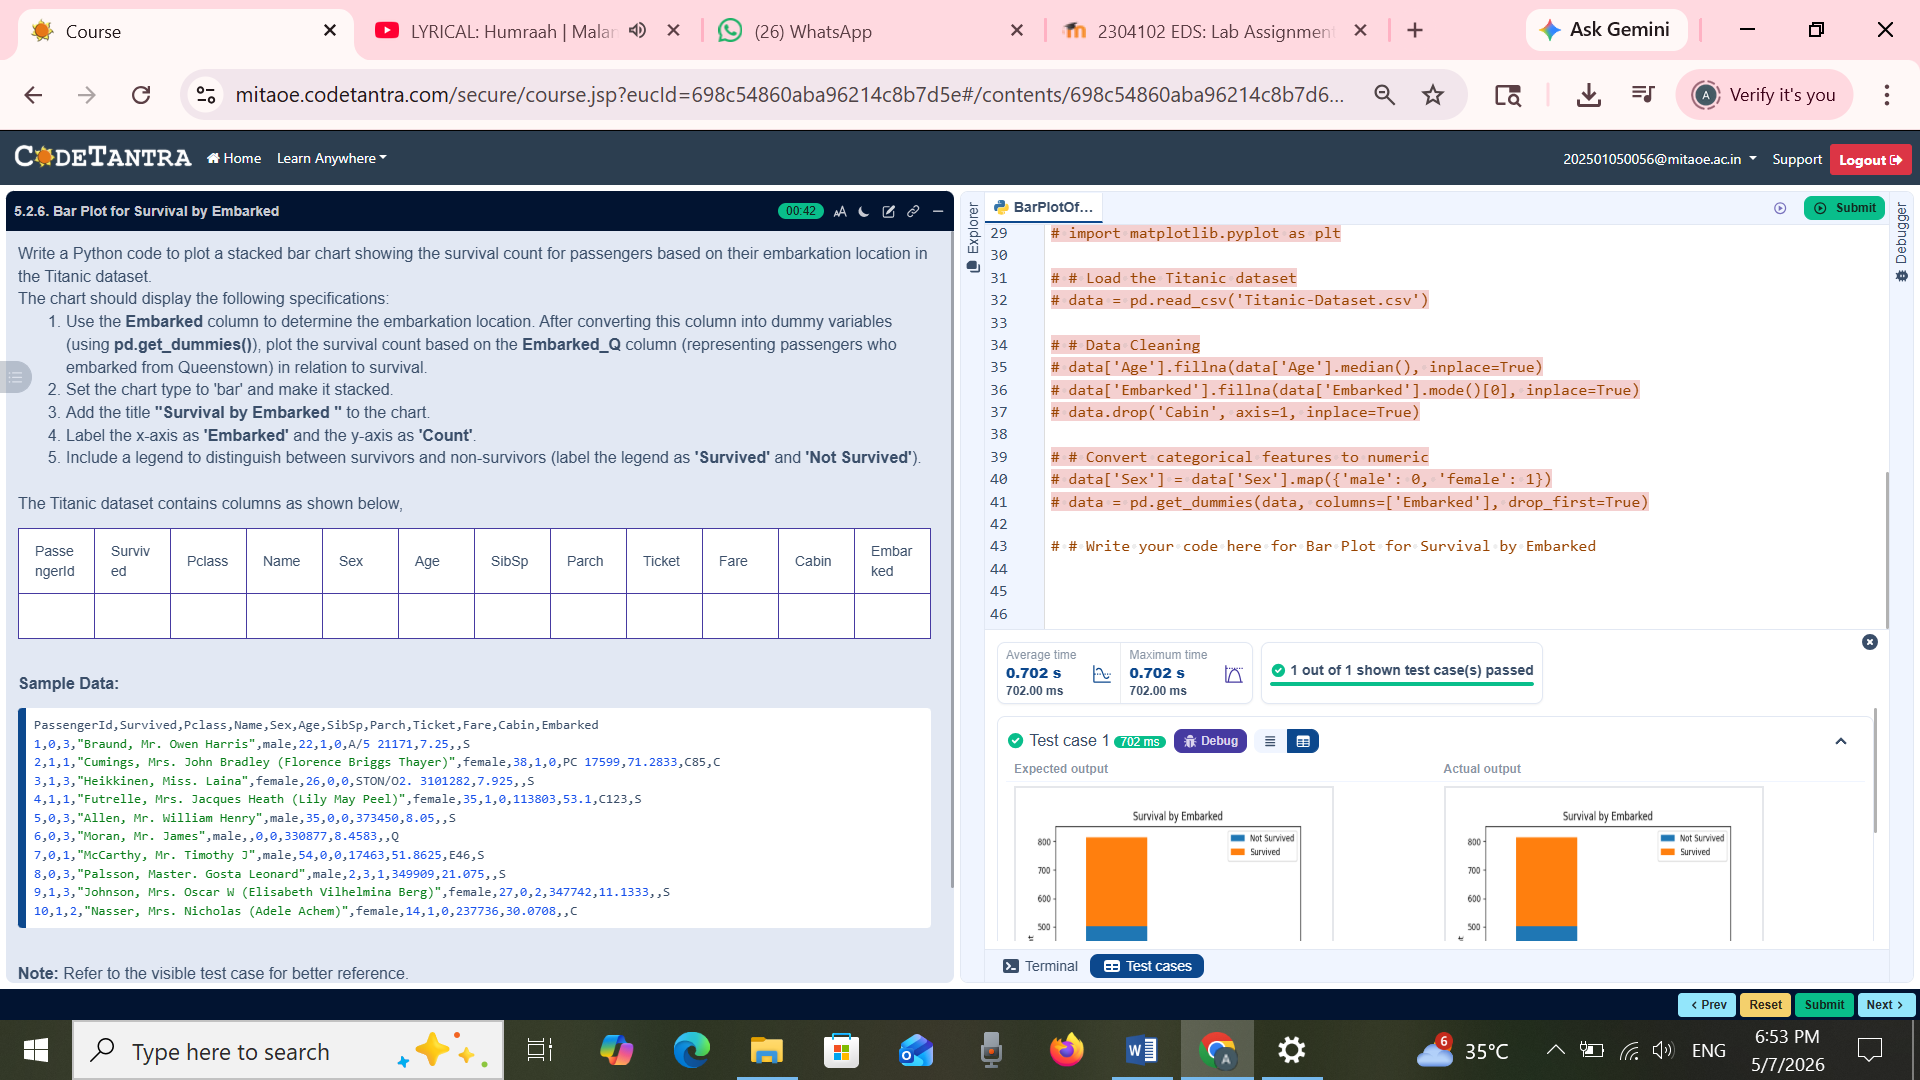 Course
LYRICAL: Humraah | Malan
(26) WhatsApp
2304102 EDS: Lab Assignment
Ask Gemini
mitaoe.codetantra.com/secure/course.jsp?eucId=698c54860aba96214c8b7d5e#/contents/698c54860aba96214c8b7d6...
A Verify it's you
CODETANTRA Home Learn Anywhere
202501050056@mitaoe.ac.in Support Logout
5.2.6. Bar Plot for Survival by Embarked
00:42 AA
Write a Python code to plot a stacked bar chart showing the survival count for passengers based on their embarkation location in
the Titanic dataset.
The chart should display the following specifications:
1. Use the Embarked column to determine the embarkation location. After converting this column into dummy variables
(using pd.get_dummies()), plot the survival count based on the Embarked_Q column (representing passengers who
embarked from Queenstown) in relation to survival.
2. Set the chart type to 'bar' and make it stacked.
3. Add the title "Survival by Embarked " to the chart.
4. Label the x-axis as 'Embarked' and the y-axis as 'Count'.
5. Include a legend to distinguish between survivors and non-survivors (label the legend as 'Survived' and 'Not Survived').
The Titanic dataset contains columns as shown below,
Passe Surviv Pclass Name Sex Age SibSp Parch Ticket Fare Cabin Embar
ngerId ed ked
Sample Data:
PassengerId,Survived,Pclass,Name,Sex,Age,SibSp,Parch,Ticket,Fare,Cabin,Embarked
1,0,3,"Braund, Mr. Owen Harris",male,22,1,0,A/5 21171,7.25,,S
2,1,1,"Cumings, Mrs. John Bradley (Florence Briggs Thayer)",female,38,1,0,PC 17599,71.2833,C85,C
3,1,3,"Heikkinen, Miss. Laina",female,26,0,0,STON/O2. 3101282,7.925,,S
4,1,1,"Futrelle, Mrs. Jacques Heath (Lily May Peel)",female,35,1,0,113803,53.1,C123,S
5,0,3,"Allen, Mr. William Henry",male,35,0,0,373450,8.05,,S
6,0,3,"Moran, Mr. James",male,,0,0,330877,8.4583,,Q
7,0,1,"McCarthy, Mr. Timothy J",male,54,0,0,17463,51.8625,E46,S
8,0,3,"Palsson, Master. Gosta Leonard",male,2,3,1,349909,21.075,,S
9,1,3,"Johnson, Mrs. Oscar W (Elisabeth Vilhelmina Berg)",female,27,0,2,347742,11.1333,,S
10,1,2,"Nasser, Mrs. Nicholas (Adele Achem)",female,14,1,0,237736,30.0708,,C
Note: Refer to the visible test case for better reference.
Explorer
BarPlotOf...
Submit
Debugger
29 # import matplotlib.pyplot as plt
30
31 # # Load the Titanic dataset
32 # data = pd.read_csv('Titanic-Dataset.csv')
33
34 # # Data Cleaning
35 # data['Age'].fillna(data['Age'].median(), inplace=True)
36 # data['Embarked'].fillna(data['Embarked'].mode()[0], inplace=True)
37 # data.drop('Cabin', axis=1, inplace=True)
38
39 # # Convert categorical features to numeric
40 # data['Sex'] = data['Sex'].map({'male': 0, 'female': 1})
41 # data = pd.get_dummies(data, columns=['Embarked'], drop_first=True)
42
43 # # Write your code here for Bar Plot for Survival by Embarked
44
45
46
Average time Maximum time
0.702 s 0.702 s
702.00 ms 702.00 ms
1 out of 1 shown test case(s) passed
Test case 1 702 ms Debug
Expected output Actual output
Survival by Embarked
Not Survived
Survived
800
700
600
500
Survival by Embarked
Not Survived
Survived
800
700
600
500
Terminal Test cases
< Prev Reset Submit Next >
Type here to search
6 35°C ENG
6:53 PM
5/7/2026